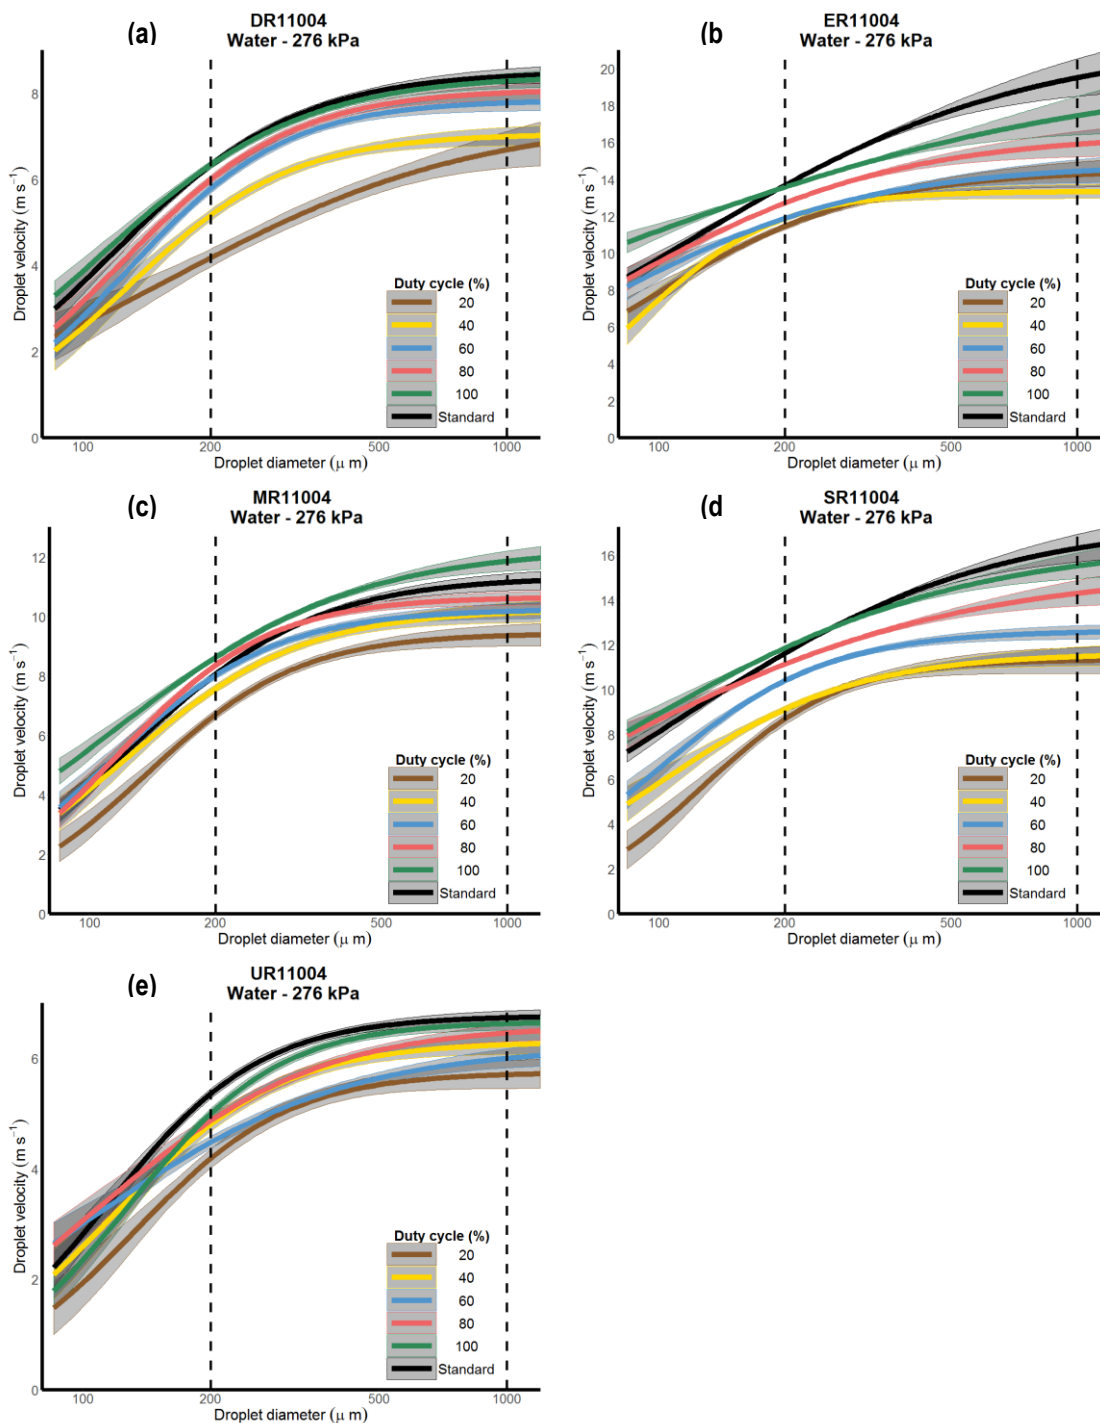 (a)
DR11004
Water - 276 kPa
Droplet velocity (m s⁻¹)
8
6
4
2
0
Duty cycle (%)
20
40
60
80
100
Standard
100
200
500
1000
Droplet diameter (μ m)
(b)
ER11004
Water - 276 kPa
Droplet velocity (m s⁻¹)
20
18
16
14
12
10
8
6
4
2
0
Duty cycle (%)
20
40
60
80
100
Standard
100
200
500
1000
Droplet diameter (μ m)
(c)
MR11004
Water - 276 kPa
Droplet velocity (m s⁻¹)
12
10
8
6
4
2
0
Duty cycle (%)
20
40
60
80
100
Standard
100
200
500
1000
Droplet diameter (μ m)
(d)
SR11004
Water - 276 kPa
Droplet velocity (m s⁻¹)
16
14
12
10
8
6
4
2
0
Duty cycle (%)
20
40
60
80
100
Standard
100
200
500
1000
Droplet diameter (μ m)
(e)
UR11004
Water - 276 kPa
Droplet velocity (m s⁻¹)
6
4
2
0
Duty cycle (%)
20
40
60
80
100
Standard
100
200
500
1000
Droplet diameter (μ m)